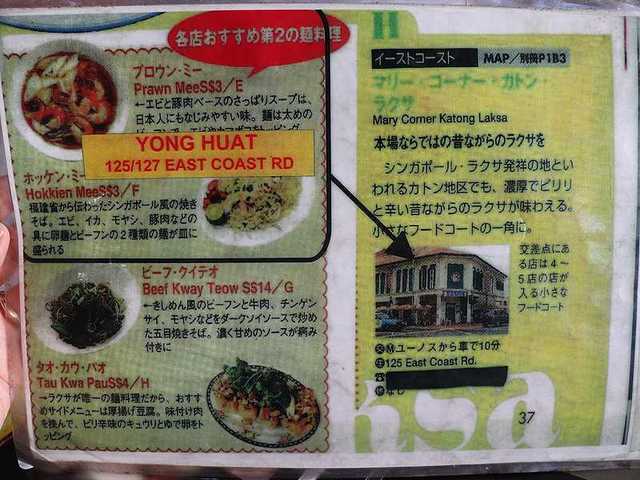 各店おすすめ第2の麺料理
ブロウン・ミー
Prawn MeeS$3／E
←エビと豚肉ベースのさっぱりスープは、
日本人にもなじみやすい味。麺は太めの
YONG HUAT
125/127 EAST COAST RD
ホッケン・ミー
Hokkien MeeS$3／F
福建省から伝わったシンガポール風の焼き
そば。エビ、イカ、モヤシ、豚肉などの
具に卵麺とビーフンの2種類の麺が皿に
盛られる
ビーフ・クイテオ
Beef Kway Teow S$14／G
←きしめん風のビーフンと牛肉、チンゲン
サイ、モヤシなどをダークソイソースで炒め
た五目焼きそば。濃く甘めのソースが病み
付きに
タオ・カウ・パオ
Tau Kwa PauS$4／H
→ラクサが唯一の麺料理だから、おすす
めサイドメニューは厚揚げ豆腐。味付け肉
を挟んで、ピリ辛味のキュウリとゆで卵をト
ッピング
H
イーストコースト MAP／別冊P1B3
マリー・コーナー・カトン・
ラクサ
Mary Corner Katong Laksa
本場ならではの昔ながらのラクサを
シンガポール・ラクサ発祥の地とい
われるカトン地区でも、濃厚でピリリ
と辛い昔ながらのラクサが味わえる。
小さなフードコートの一角に。
交差点にあ
る店は4～
5店の店が
入る小さな
フードコート
交Mユーノスから車で10分
住125 East Coast Rd.
☎
休なし
ksa
37